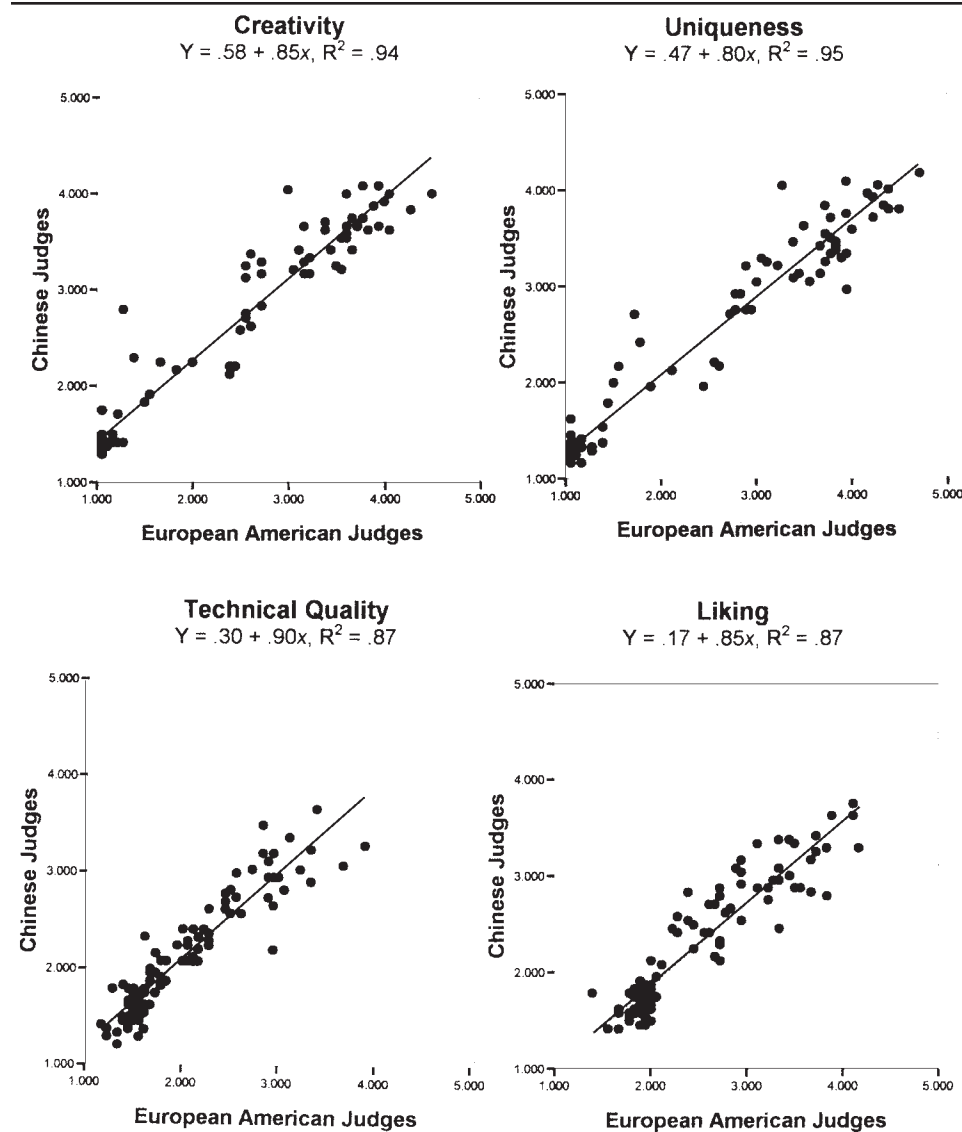 Creativity
Y = .58 + .85x, R² = .94
5.000
4.000
3.000
2.000
1.000
Chinese Judges
1.000 2.000 3.000 4.000 5.000
European American Judges
Uniqueness
Y = .47 + .80x, R² = .95
5.000
4.000
3.000
2.000
1.000
Chinese Judges
1.000 2.000 3.000 4.000 5.000
European American Judges
Technical Quality
Y = .30 + .90x, R² = .87
5.000
4.000
3.000
2.000
1.000
Chinese Judges
1.000 2.000 3.000 4.000 5.000
European American Judges
Liking
Y = .17 + .85x, R² = .87
5.000
4.000
3.000
2.000
1.000
Chinese Judges
1.000 2.000 3.000 4.000 5.000
European American Judges